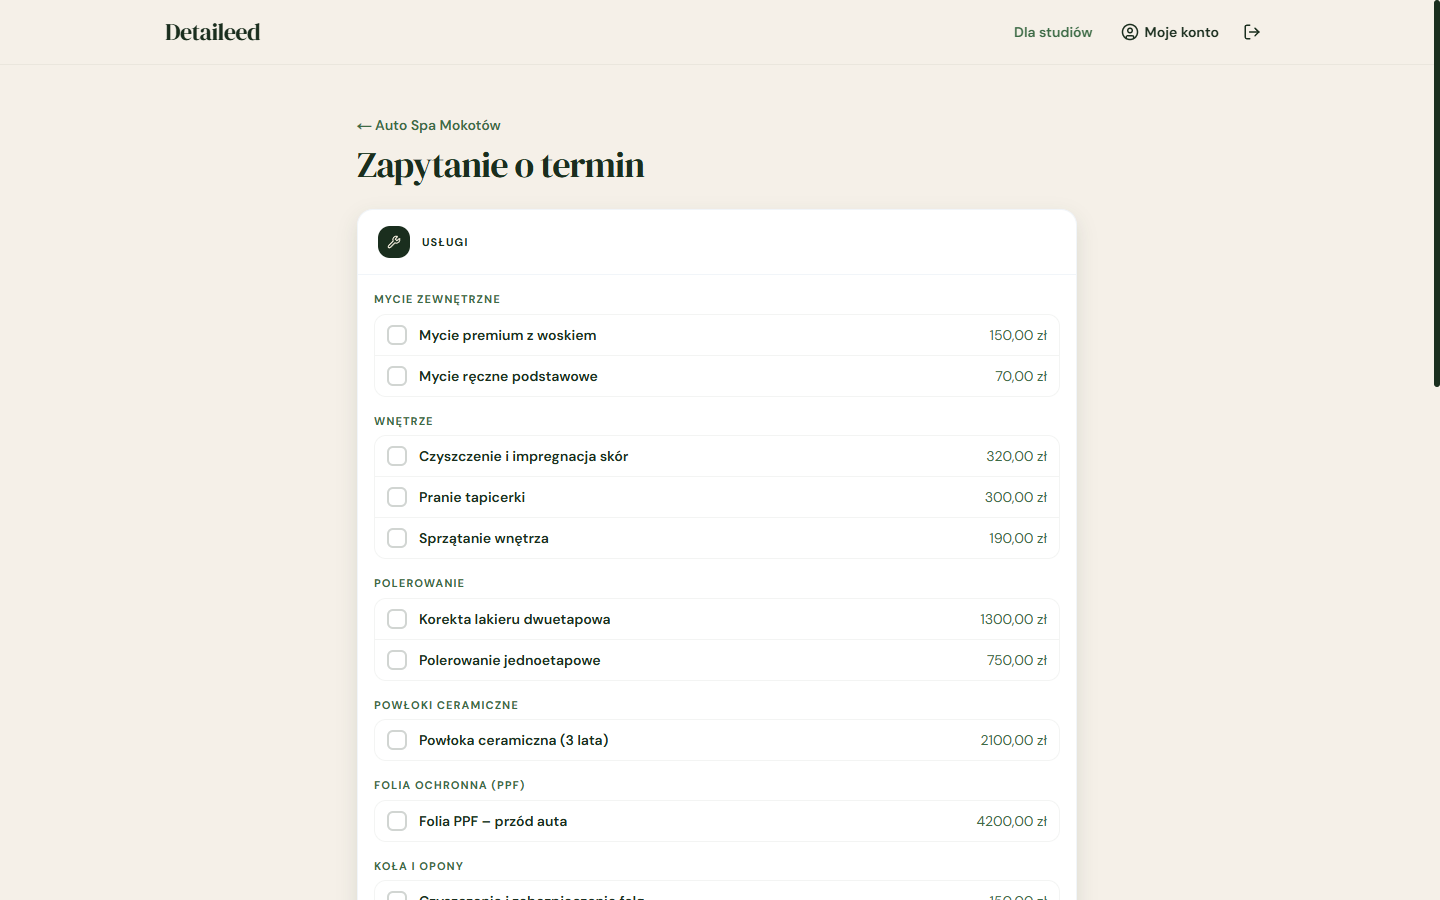 Detaileed
Dla studiów
Moje konto
← Auto Spa Mokotów
Zapytanie o termin
USŁUGI
MYCIE ZEWNĘTRZNE
Mycie premium z woskiem 150,00 zł
Mycie ręczne podstawowe 70,00 zł
WNĘTRZE
Czyszczenie i impregnacja skór 320,00 zł
Pranie tapicerki 300,00 zł
Sprzątanie wnętrza 190,00 zł
POLEROWANIE
Korekta lakieru dwuetapowa 1300,00 zł
Polerowanie jednoetapowe 750,00 zł
POWŁOKI CERAMICZNE
Powłoka ceramiczna (3 lata) 2100,00 zł
FOLIA OCHRONNA (PPF)
Folia PPF – przód auta 4200,00 zł
KOŁA I OPONY